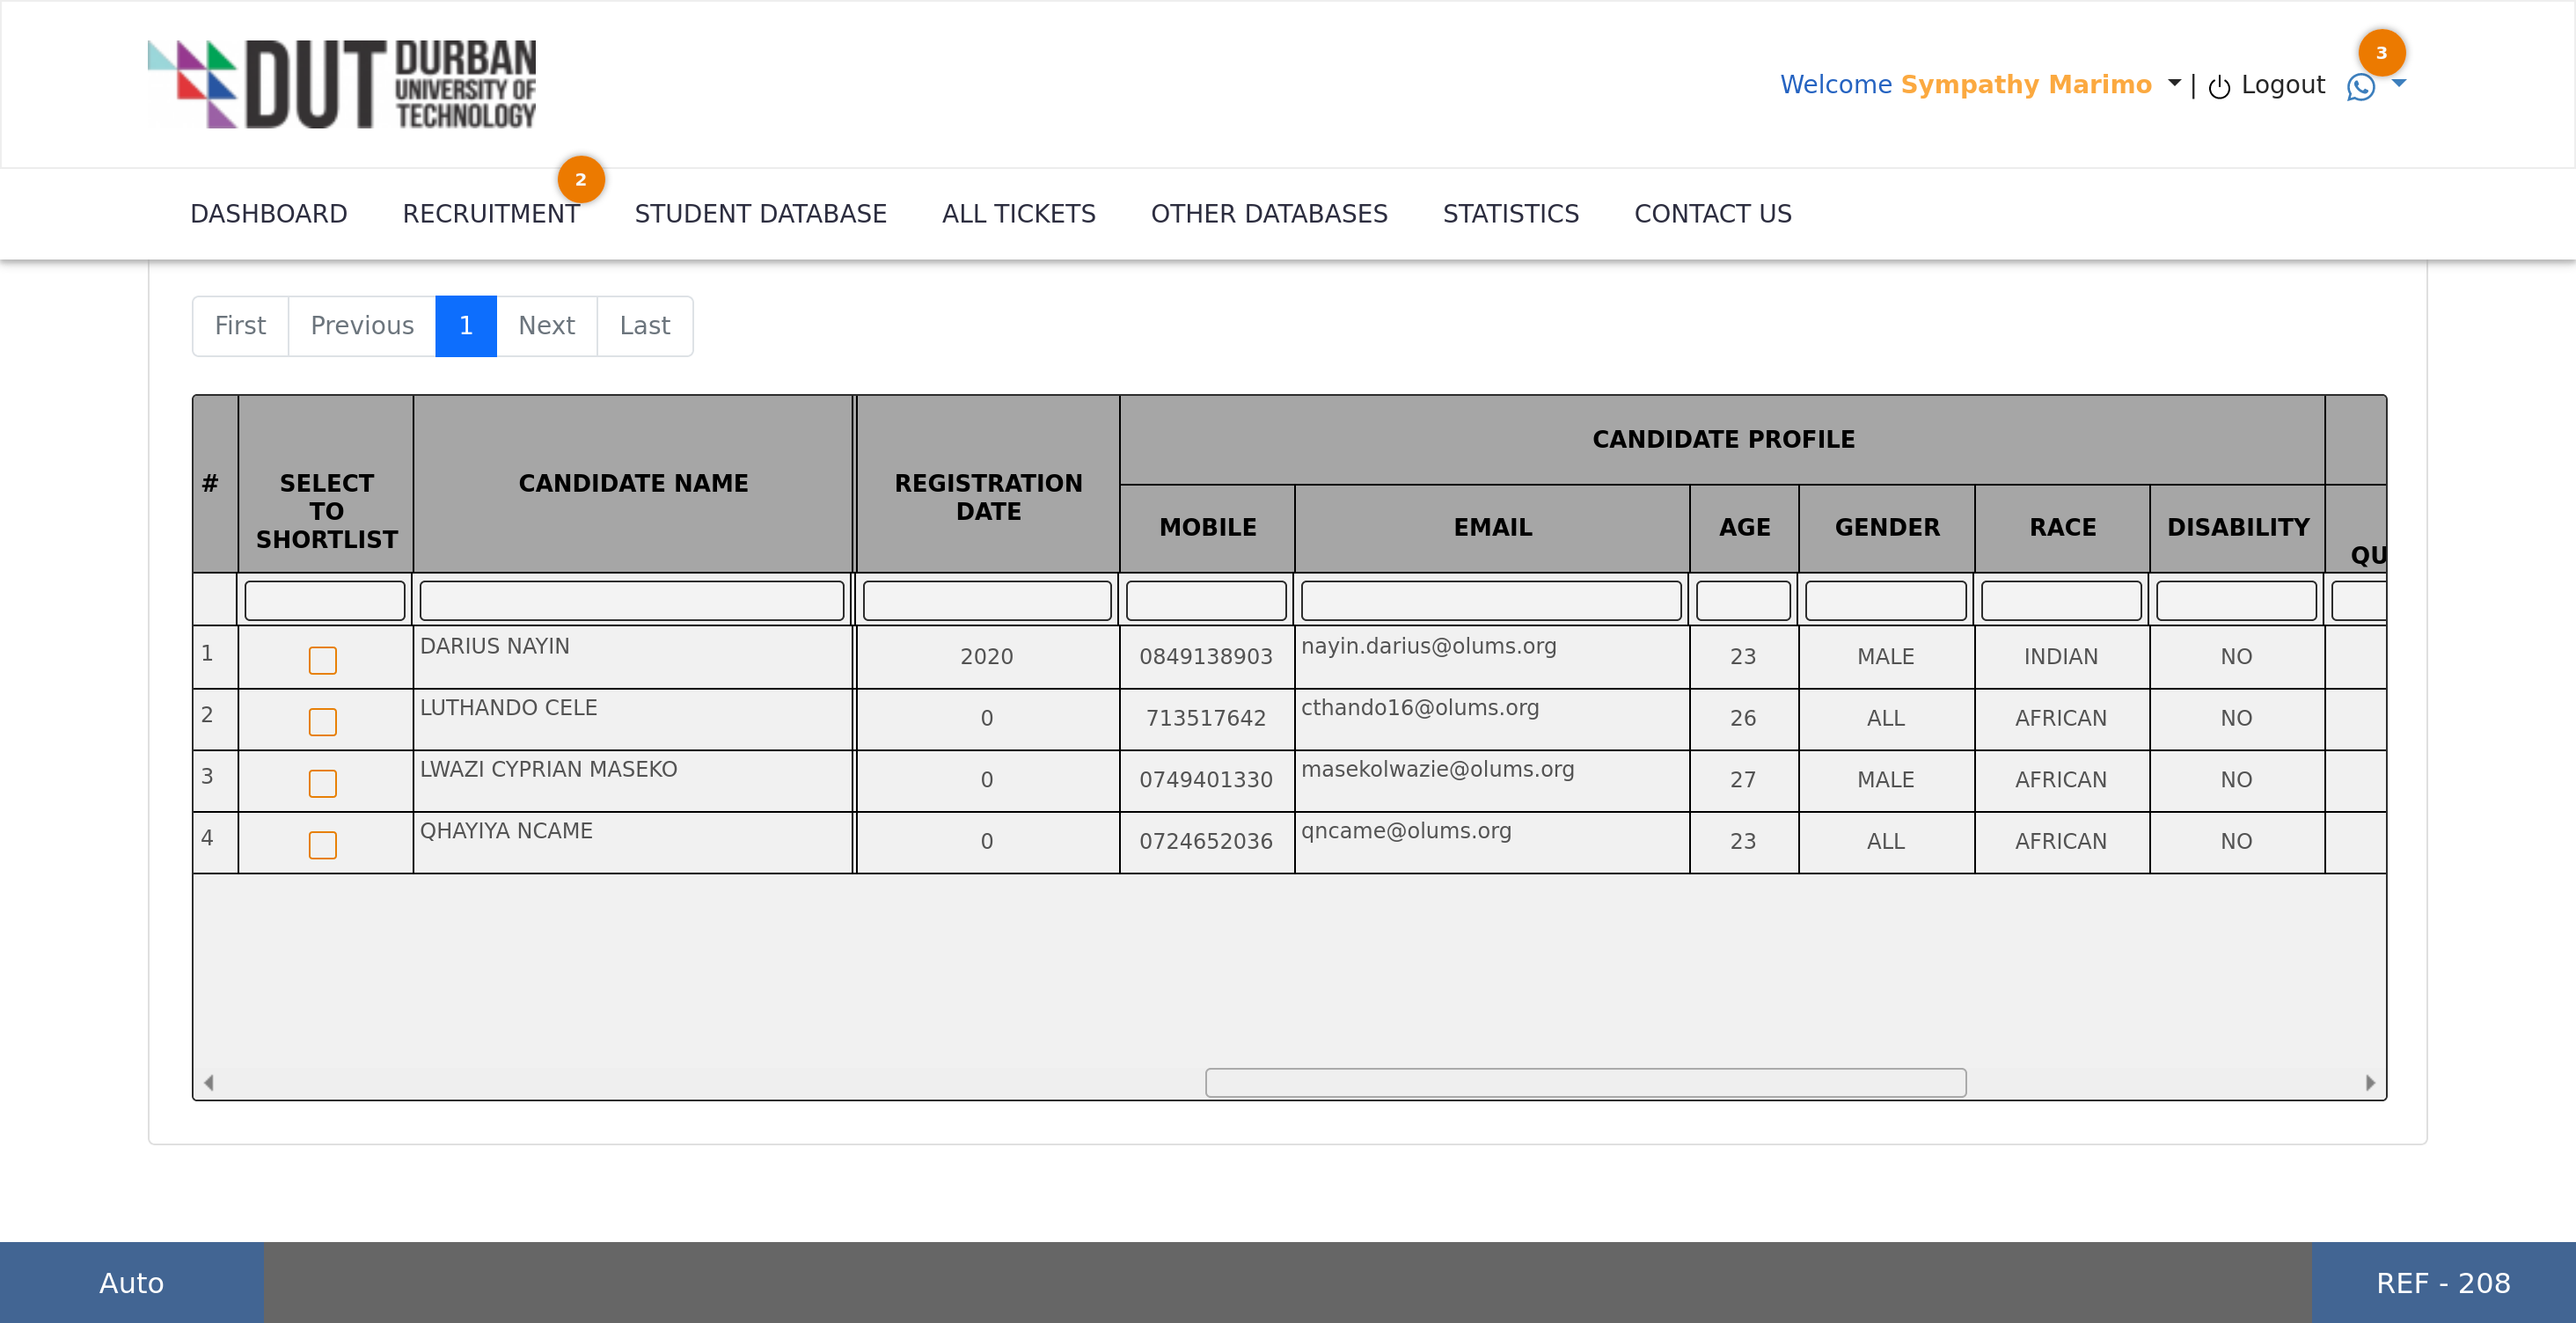 DUT DURBAN
UNIVERSITY OF
TECHNOLOGY
Welcome Sympathy Marimo | Logout 3
2
DASHBOARD RECRUITMENT STUDENT DATABASE ALL TICKETS OTHER DATABASES STATISTICS CONTACT US
First Previous 1 Next Last
CANDIDATE PROFILE
# SELECT TO SHORTLIST CANDIDATE NAME REGISTRATION DATE MOBILE EMAIL AGE GENDER RACE DISABILITY QU
1 DARIUS NAYIN 2020 0849138903 nayin.darius@olums.org 23 MALE INDIAN NO
2 LUTHANDO CELE 0 713517642 cthando16@olums.org 26 ALL AFRICAN NO
3 LWAZI CYPRIAN MASEKO 0 0749401330 masekolwazie@olums.org 27 MALE AFRICAN NO
4 QHAYIYA NCAME 0 0724652036 qncame@olums.org 23 ALL AFRICAN NO
Auto REF - 208